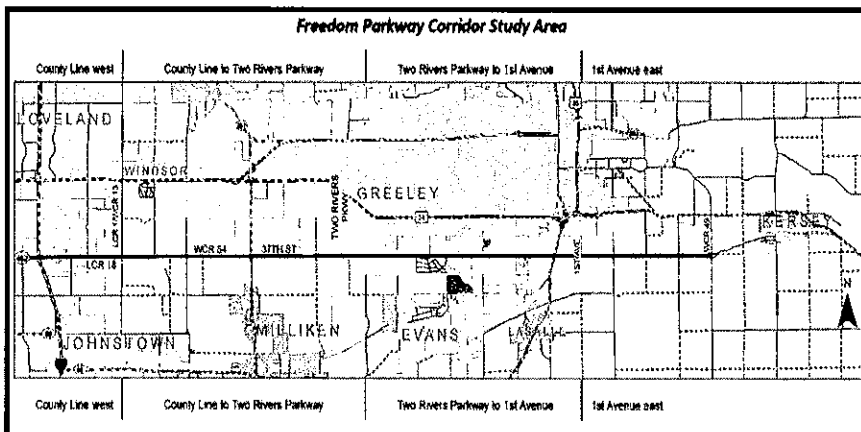 Freedom Parkway Corridor Study Area
County Line west
County Line to Two Rivers Parkway
Two Rivers Parkway to 1st Avenue
1st Avenue east
LOVELAND
WINDSOR
GREELEY
TWO RIVERS
PKWY
KERSEY
LCR 18
WCR 54
37TH ST
WCR 49
N
JOHNSTOWN
MILLIKEN
EVANS
LASALLE
County Line west
County Line to Two Rivers Parkway
Two Rivers Parkway to 1st Avenue
1st Avenue east